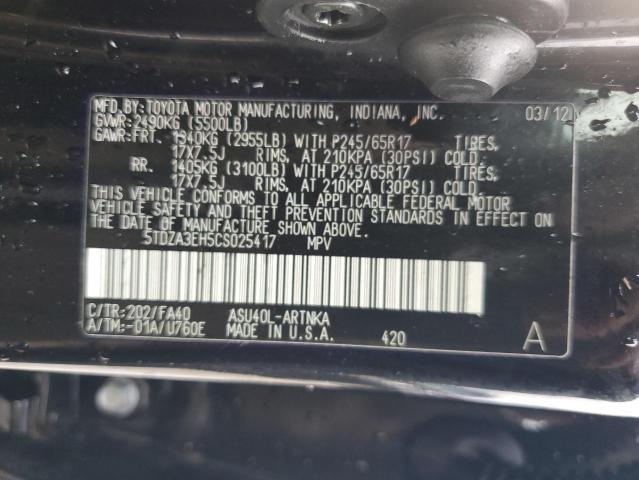 MFD.BY:TOYOTA MOTOR MANUFACTURING, INDIANA, INC. 03/12
GVWR:2490KG (5500LB)
GAWR:FRT. 1340KG (2955LB) WITH P245/65R17 TIRES,
17X7.5J RIMS, AT 210KPA (30PSI) COLD.
RR. 1405KG (3100LB) WITH P245/65R17 TIRES,
17X7.5J RIMS, AT 210KPA (30PSI) COLD.
THIS VEHICLE CONFORMS TO ALL APPLICABLE FEDERAL MOTOR
VEHICLE SAFETY AND THEFT PREVENTION STANDARDS IN EFFECT ON
THE DATE OF MANUFACTURE SHOWN ABOVE.
5TDZA3EH5CS025417 MPV
C/TR:202/FA40 ASU40L-ARTNKA
A/TM:-01A/U760E MADE IN U.S.A. 420 A